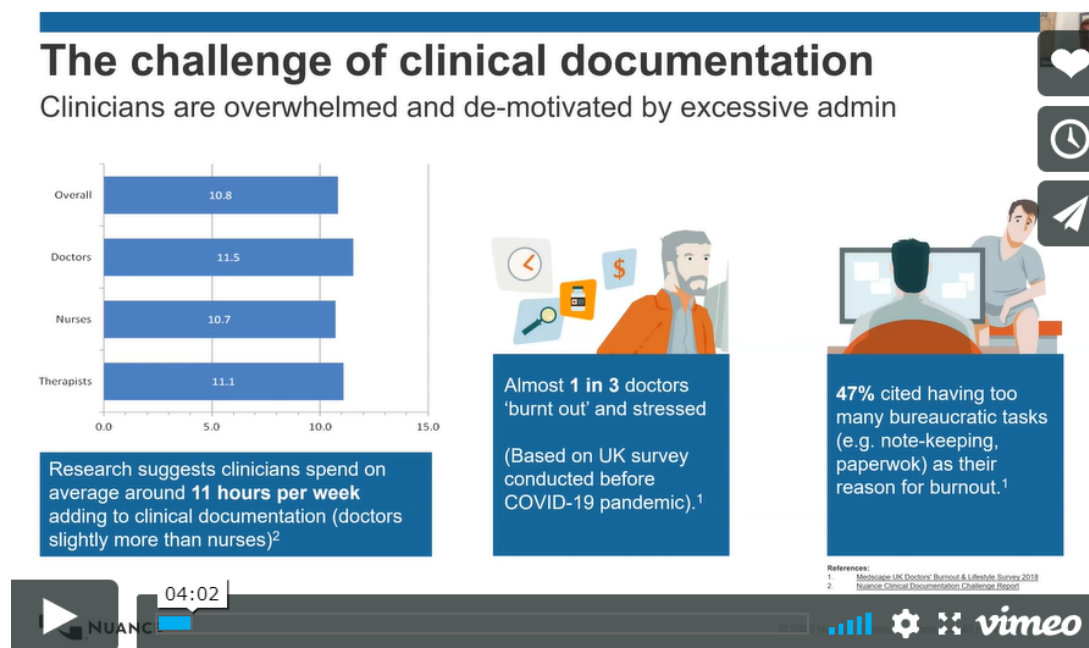 The challenge of clinical documentation
Clinicians are overwhelmed and de-motivated by excessive admin
Overall
10.8
Doctors
11.5
Nurses
10.7
Therapists
11.1
0.0
5.0
10.0
15.0
Research suggests clinicians spend on
average around 11 hours per week
adding to clinical documentation (doctors
slightly more than nurses)2
$
Almost 1 in 3 doctors
‘burnt out’ and stressed
(Based on UK survey
conducted before
COVID-19 pandemic).1
47% cited having too
many bureaucratic tasks
(e.g. note-keeping,
paperwok) as their
reason for burnout.1
References:
1. Medscape UK Doctors' Burnout & Lifestyle Survey 2018
2. Nuance Clinical Documentation Challenge Report
04:02
NUANC
vimeo